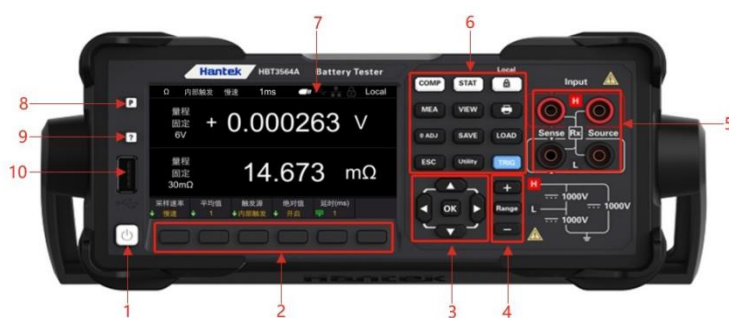 7
6
Hantek HBT3564A Battery Tester
Local
8
P
Ω 内部触发 慢速 1ms Local
COMP STAT
Input
量程
固定
6V
+ 0.000263 V
MEA VIEW
H
9
?
0 ADJ SAVE LOAD
Sense Rx Source
5
10
量程
固定
30mΩ
14.673 mΩ
ESC Utility TRIG
L
采样速率 平均值 触发源 绝对值 延时(ms)
慢速 1 内部触发 开启 1
OK
+
Range
−
H
L
1000V
1000V
1000V
1
2
3
4
Hantek